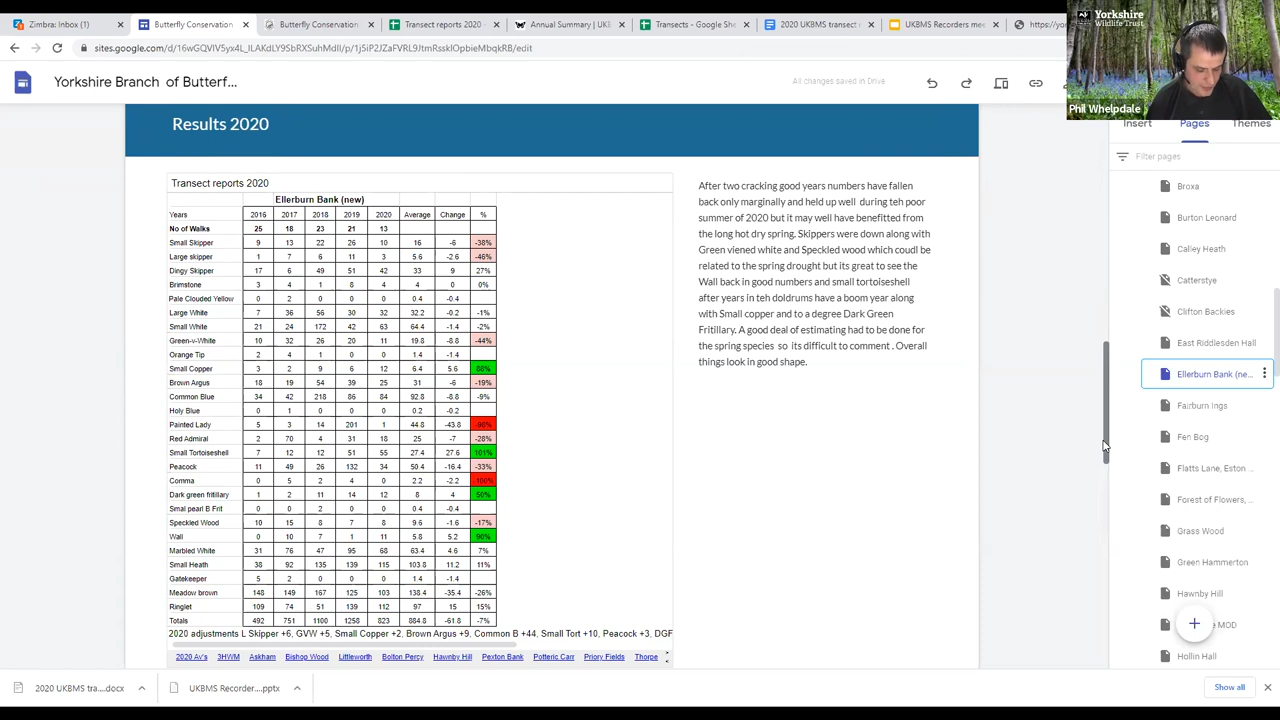 Zimbra: Inbox (1)
Butterfly Conservation
Butterfly Conservation
Transect reports 2020
Annual Summary | UKI
Transects - Google She
2020 UKBMS transect r
UKBMS Recorders mee
https://yo
sites.google.com/d/16wGQVIV5yx4L_ILAKdLY9SbRXSuhMdII/p/1j5iP2JZaFVRL9JtmRssklOpbieMbqkRB/edit
Yorkshire Wildlife Trust
Phil Whelpdale
Yorkshire Branch of Butterf...
All changes saved in Drive
Insert Pages Themes
Filter pages
Results 2020
Transect reports 2020
Ellerburn Bank (new)
Years 2016 2017 2018 2019 2020 Average Change %
No of Walks 25 18 23 21 13
Small Skipper 9 13 22 26 10 16 -6 -38%
Large skipper 1 7 6 11 3 5.6 -2.6 -46%
Dingy Skipper 17 6 49 51 42 33 9 27%
Brimstone 3 4 1 8 4 4 0 0%
Pale Clouded Yellow 0 2 0 0 0 0.4 -0.4
Large White 7 36 56 30 32 32.2 -0.2 -1%
Small White 21 24 172 42 63 64.4 -1.4 -2%
Green-v-White 10 32 26 20 11 19.8 -8.8 -44%
Orange Tip 2 4 1 0 0 1.4 -1.4
Small Copper 3 2 9 6 12 6.4 5.6 88%
Brown Argus 18 19 54 39 25 31 -6 -19%
Common Blue 34 42 218 86 84 92.8 -8.8 -9%
Holy Blue 0 1 0 0 0 0.2 -0.2
Painted Lady 5 3 14 201 1 44.8 -43.8 -98%
Red Admiral 2 70 4 31 18 25 -7 -28%
Small Tortoiseshell 7 12 12 51 55 27.4 27.6 101%
Peacock 11 49 26 132 34 50.4 -16.4 -33%
Comma 0 5 2 4 0 2.2 -2.2 -100%
Dark green fritillary 1 2 11 14 12 8 4 50%
Smal pearl B Frit 0 0 2 0 0 0.4 -0.4
Speckled Wood 10 15 8 7 8 9.6 -1.6 -17%
Wall 0 10 7 1 11 5.8 5.2 90%
Marbled White 31 76 47 95 68 63.4 4.6 7%
Small Heath 38 92 135 139 115 103.8 11.2 11%
Gatekeeper 5 2 0 0 0 1.4 -1.4
Meadow brown 148 149 167 125 103 138.4 -35.4 -26%
Ringlet 109 74 51 139 112 97 15 15%
Totals 492 751 1100 1258 823 884.8 -61.8 -7%
2020 adjustments L Skipper +6, GVW +5, Small Copper +2, Brown Argus +9, Common B +44, Small Tort +10, Peacock +3, DGF
2020 Av's 3HWM Askham Bishop Wood Littleworth Bolton Percy Hawnby Hill Pexton Bank Potteric Carr Priory Fields Thorpe
After two cracking good years numbers have fallen
back only marginally and held up well during teh poor
summer of 2020 but it may well have benefitted from
the long hot dry spring. Skippers were down along with
Green viened white and Speckled wood which coudl be
related to the spring drought but its great to see the
Wall back in good numbers and small tortoiseshell
after years in teh doldrums have a boom year along
with Small copper and to a degree Dark Green
Fritillary. A good deal of estimating had to be done for
the spring species so its difficult to comment . Overall
things look in good shape.
Broxa
Burton Leonard
Calley Heath
Catterstye
Clifton Backies
East Riddlesden Hall
Ellerburn Bank (ne...
Fairburn Ings
Fen Bog
Flatts Lane, Eston ...
Forest of Flowers, ...
Grass Wood
Green Hammerton
Hawnby Hill
e MOD
Hollin Hall
2020 UKBMS tra....docx
UKBMS Recorder....pptx
Show all